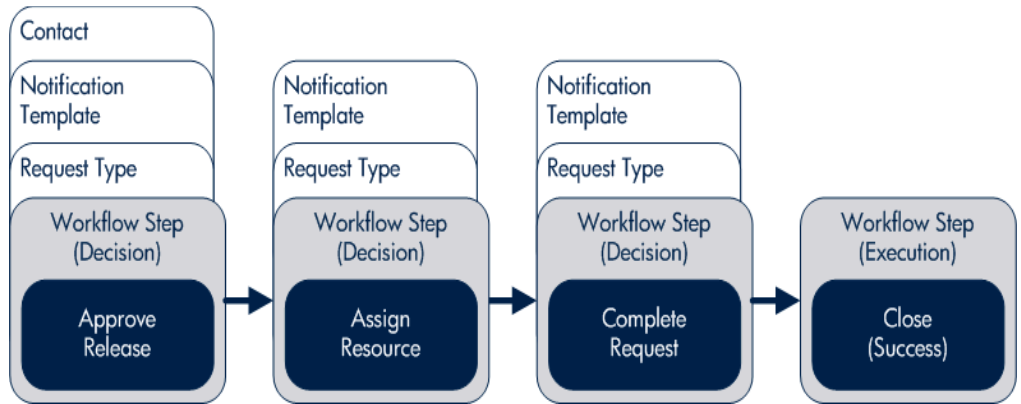 Contact
Notification
Template
Request Type
Workflow Step
(Decision)
Approve
Release
Notification
Template
Request Type
Workflow Step
(Decision)
Assign
Resource
Notification
Template
Request Type
Workflow Step
(Decision)
Complete
Request
Workflow Step
(Execution)
Close
(Success)